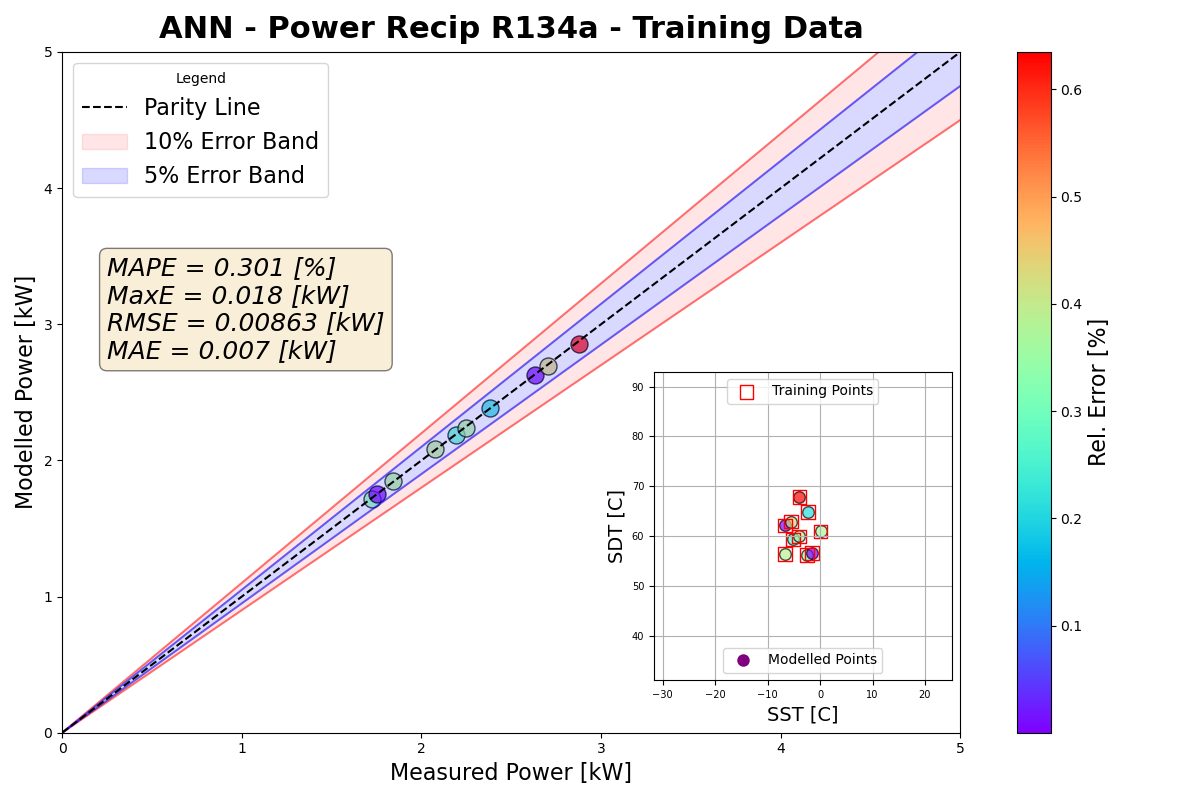 ANN - Power Recip R134a - Training Data
Legend
Parity Line
10% Error Band
5% Error Band
MAPE = 0.301 [%]
MaxE = 0.018 [kW]
RMSE = 0.00863 [kW]
MAE = 0.007 [kW]
Modelled Power [kW]
5
4
3
2
1
0
0 1 2 3 4 5
Measured Power [kW]
Training Points
Modelled Points
SDT [C]
90
80
70
60
50
40
−30 −20 −10 0 10 20
SST [C]
0.6
0.5
0.4
0.3
0.2
0.1
Rel. Error [%]